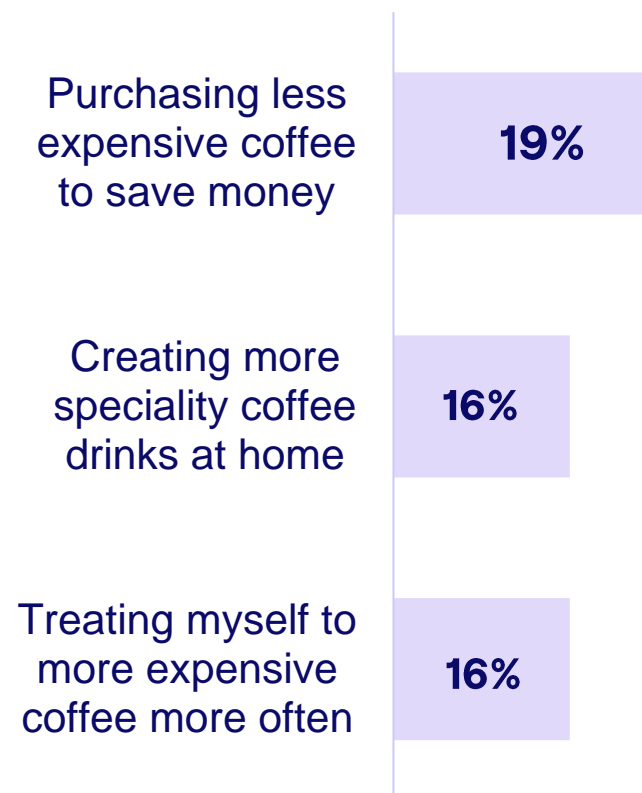 Purchasing less
expensive coffee
to save money
19%
Creating more
speciality coffee
drinks at home
16%
Treating myself to
more expensive
coffee more often
16%